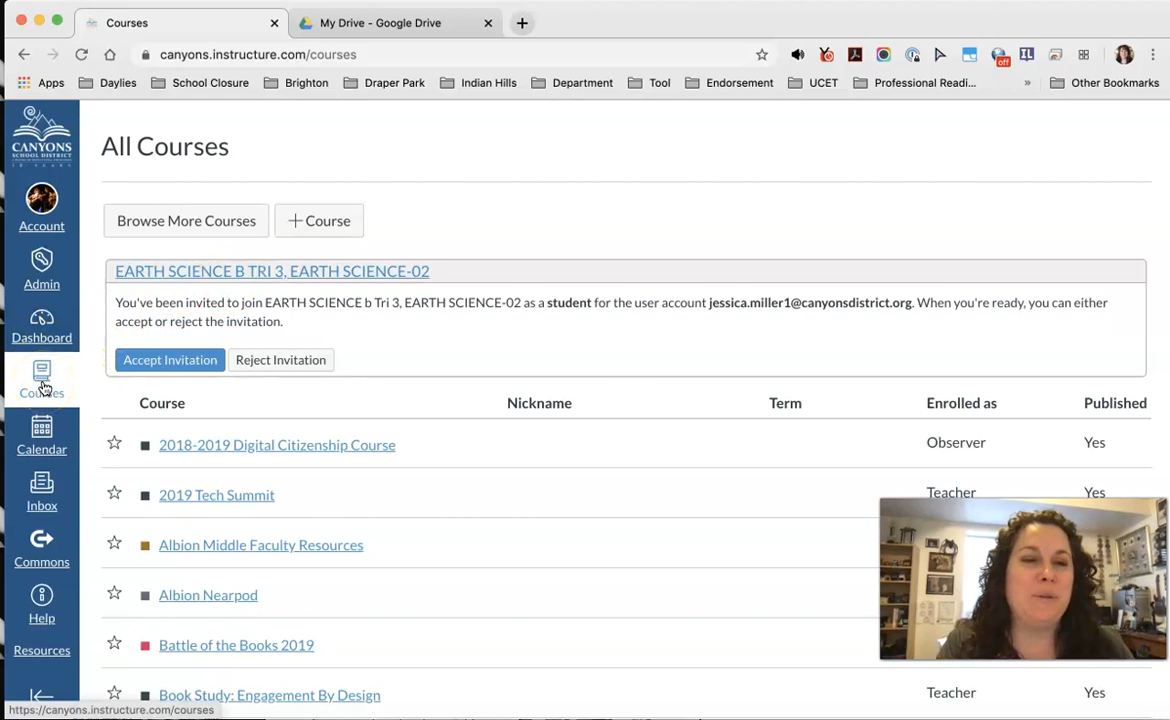 Courses
My Drive - Google Drive
canyons.instructure.com/courses
off
Apps Daylies School Closure Brighton Draper Park Indian Hills Department Tool Endorsement UCET Professional Readi... » Other Bookmarks
CANYONS
SCHOOL DISTRICT
Account
Admin
Dashboard
Courses
Calendar
Inbox
Commons
Help
Resources
All Courses
Browse More Courses
+ Course
EARTH SCIENCE B TRI 3, EARTH SCIENCE-02
You've been invited to join EARTH SCIENCE b Tri 3, EARTH SCIENCE-02 as a student for the user account jessica.miller1@canyonsdistrict.org. When you're ready, you can either
accept or reject the invitation.
Accept Invitation Reject Invitation
Course Nickname Term Enrolled as Published
2018-2019 Digital Citizenship Course Observer Yes
2019 Tech Summit Teacher Yes
Albion Middle Faculty Resources
Albion Nearpod
Battle of the Books 2019
Book Study: Engagement By Design Teacher Yes
https://canyons.instructure.com/courses